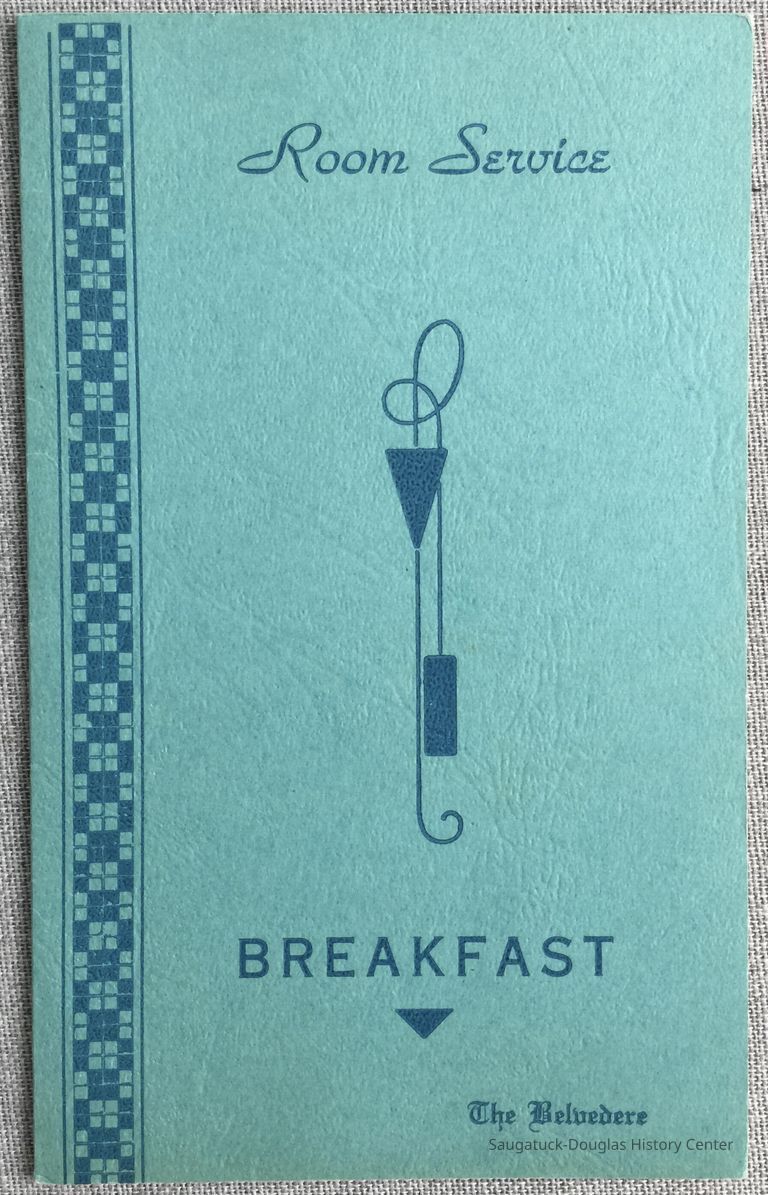 Room Service
BREAKFAST
The Belvedere
Saugatuck-Douglas History Center